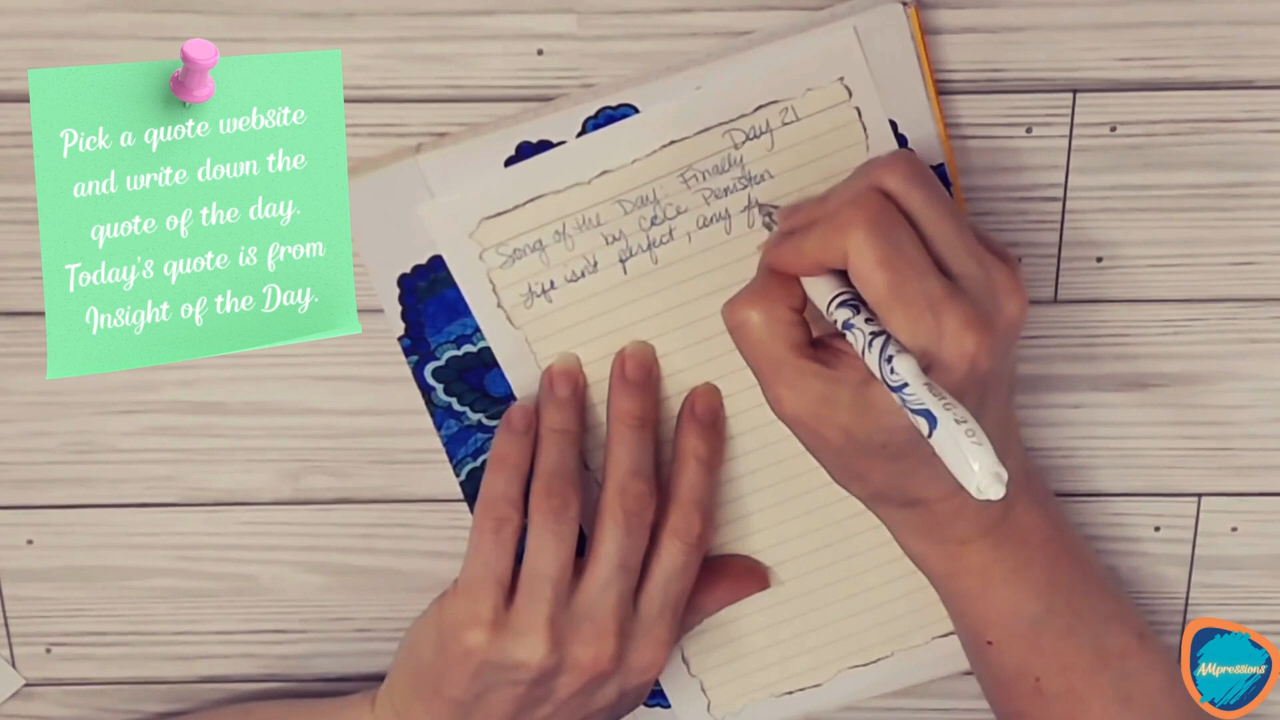 Pick a quote website
and write down the
quote of the day.
Today's quote is from
Insight of the Day.
Day 21
Song of the Day: Finally
by CeCe Peniston
Life isn't perfect, any
AMpressions